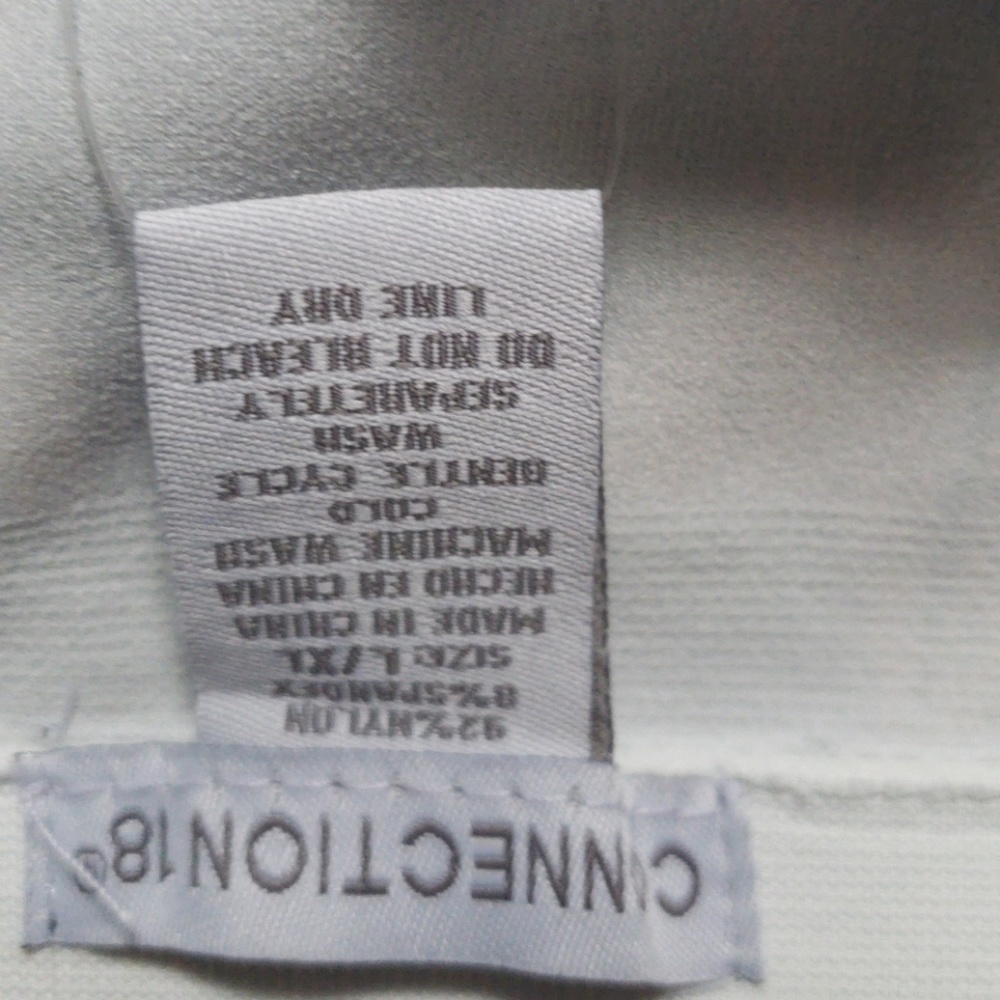 CONNECTION18®
92%NYLON
8%SPANDEX
SIZE L/XL
MADE IN CHINA
HECHO EN CHINA
MACHINE WASH
COLD
GENTLE CYCLE
WASH
SEPARETELY
DO NOT BLEACH
LINE DRY